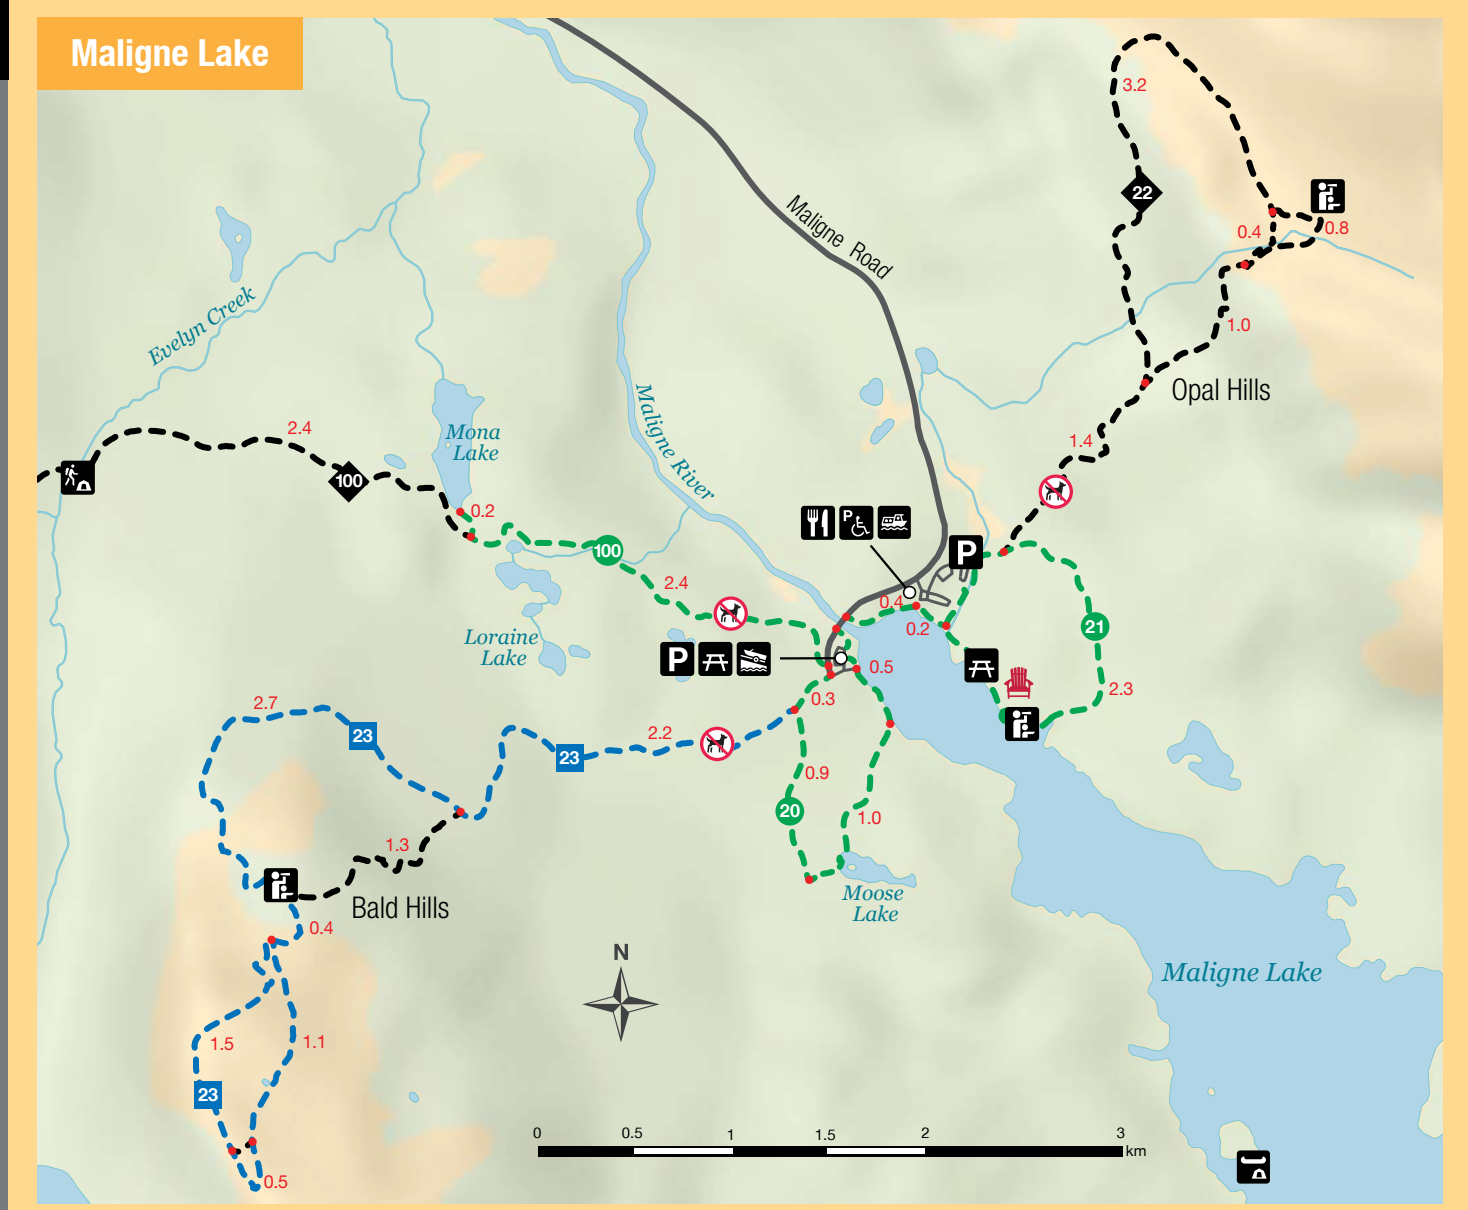 Maligne Lake
3.2
22
0.4
0.8
Maligne Road
1.0
Evelyn Creek
Opal Hills
Maligne River
2.4
Mona
Lake
1.4
100
0.2
P
P
100
2.4
0.4
0.2
21
Loraine
Lake
P
0.5
0.3
2.3
2.7
23
2.2
23
0.9
20
1.0
1.3
Moose
Lake
Bald Hills
0.4
N
Maligne Lake
1.5
1.1
23
0.5
0 0.5 1 1.5 2 3
km